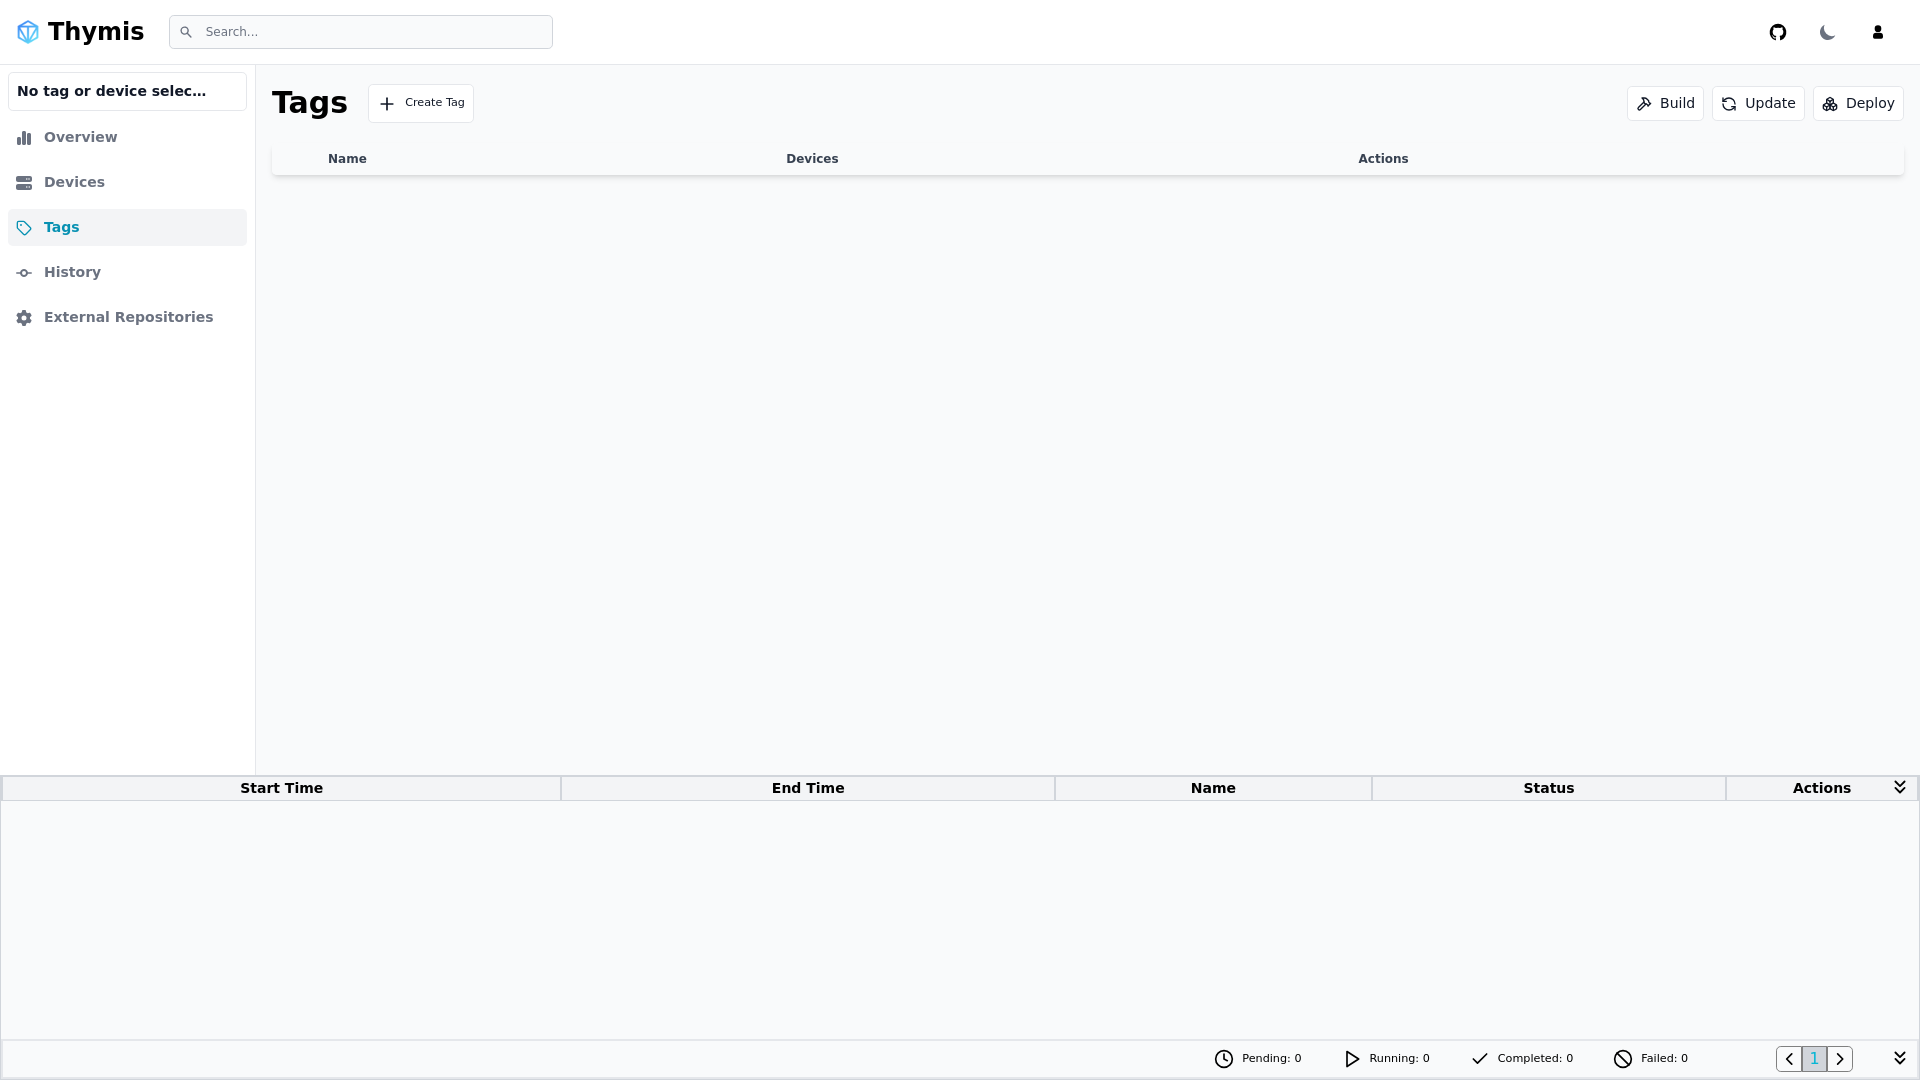 Thymis
Search...
No tag or device selec...
Overview
Devices
Tags
History
External Repositories
Tags
Create Tag
Build
Update
Deploy
Name
Devices
Actions
Start Time
End Time
Name
Status
Actions
Pending: 0
Running: 0
Completed: 0
Failed: 0
1